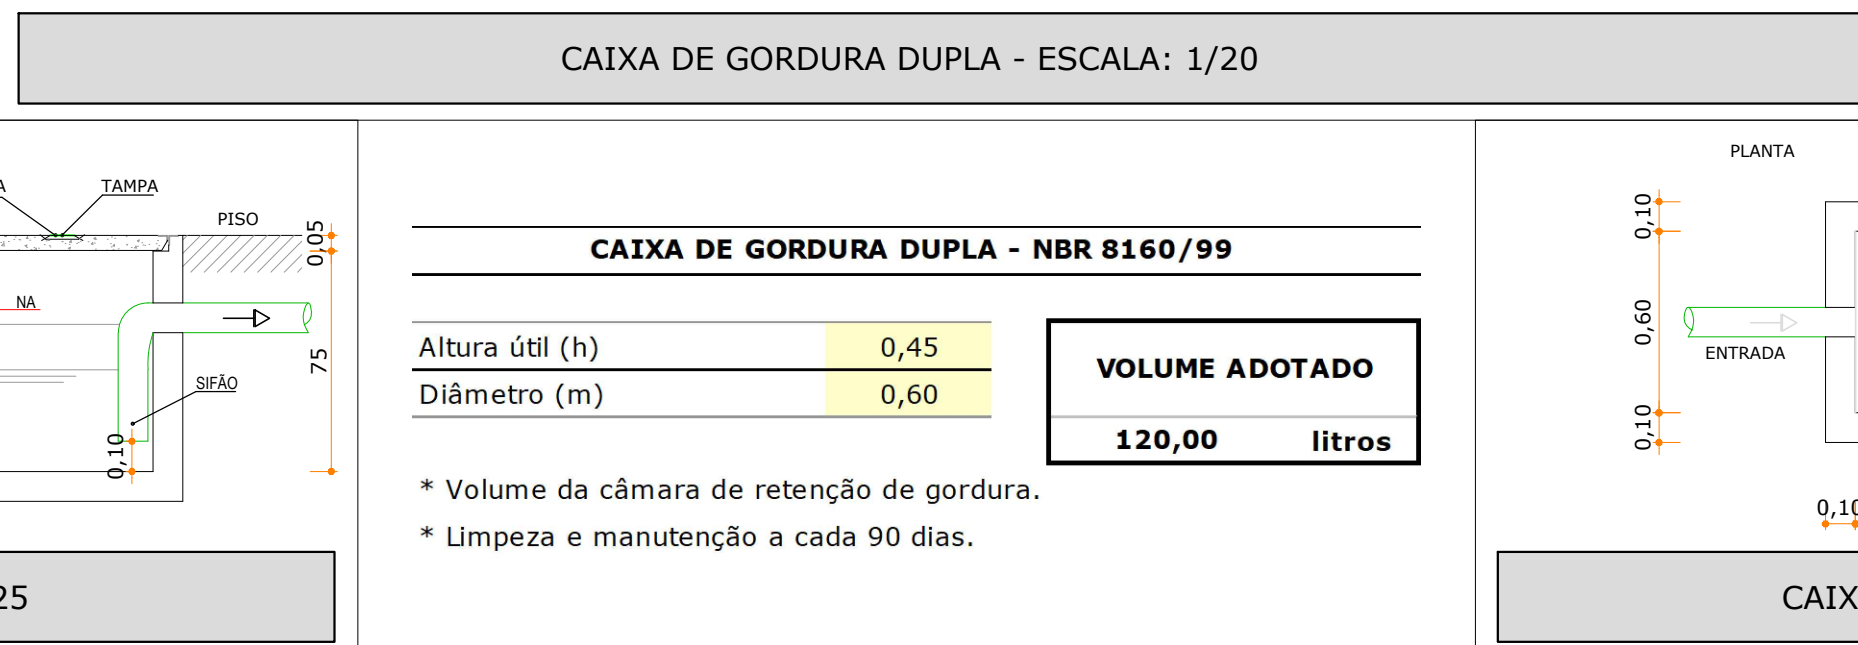 CAIXA DE GORDURA DUPLA - ESCALA: 1/20
TAMPA
PISO
0,05
NA
75
SIFÃO
0,10
CAIXA DE GORDURA DUPLA - NBR 8160/99
Altura útil (h) 0,45
Diâmetro (m) 0,60
VOLUME ADOTADO
120,00 litros
* Volume da câmara de retenção de gordura.
* Limpeza e manutenção a cada 90 dias.
PLANTA
0,10
0,60
ENTRADA
0,10
0,10
25
CAIX